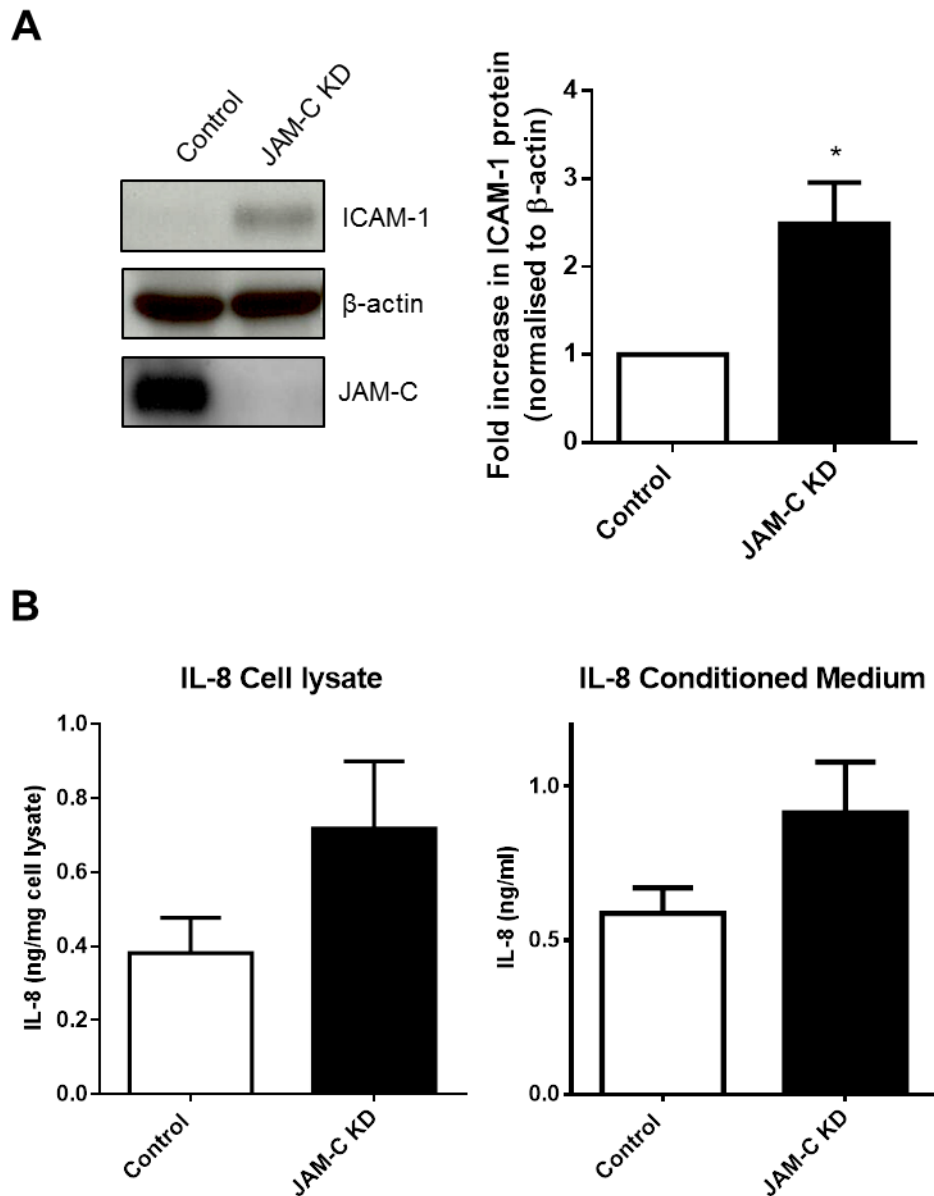 A
Control
JAM-C KD
ICAM-1
β-actin
JAM-C
Fold increase in ICAM-1 protein
(normalised to β-actin)
4
3
2
1
0
*
Control
JAM-C KD
B
IL-8 Cell lysate
IL-8 (ng/mg cell lysate)
1.0
0.8
0.6
0.4
0.2
0.0
Control
JAM-C KD
IL-8 Conditioned Medium
IL-8 (ng/ml)
1.0
0.5
0.0
Control
JAM-C KD